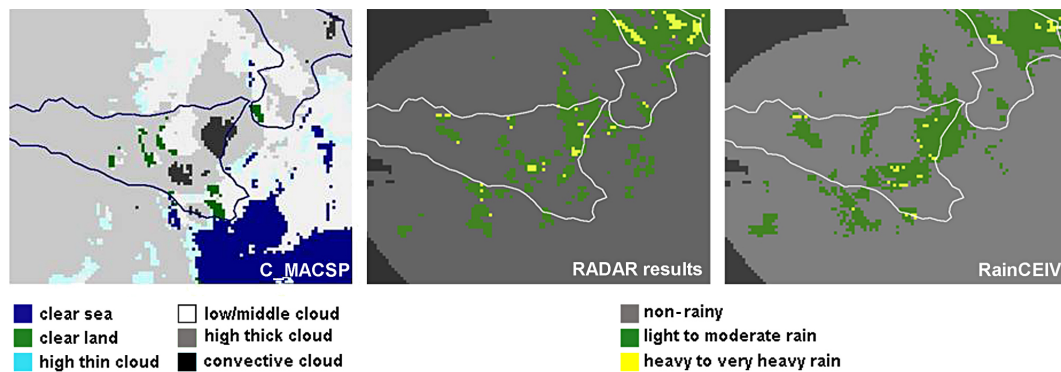 C_MACSP
RADAR results
RainCEIV
clear sea
clear land
high thin cloud
low/middle cloud
high thick cloud
convective cloud
non-rainy
light to moderate rain
heavy to very heavy rain